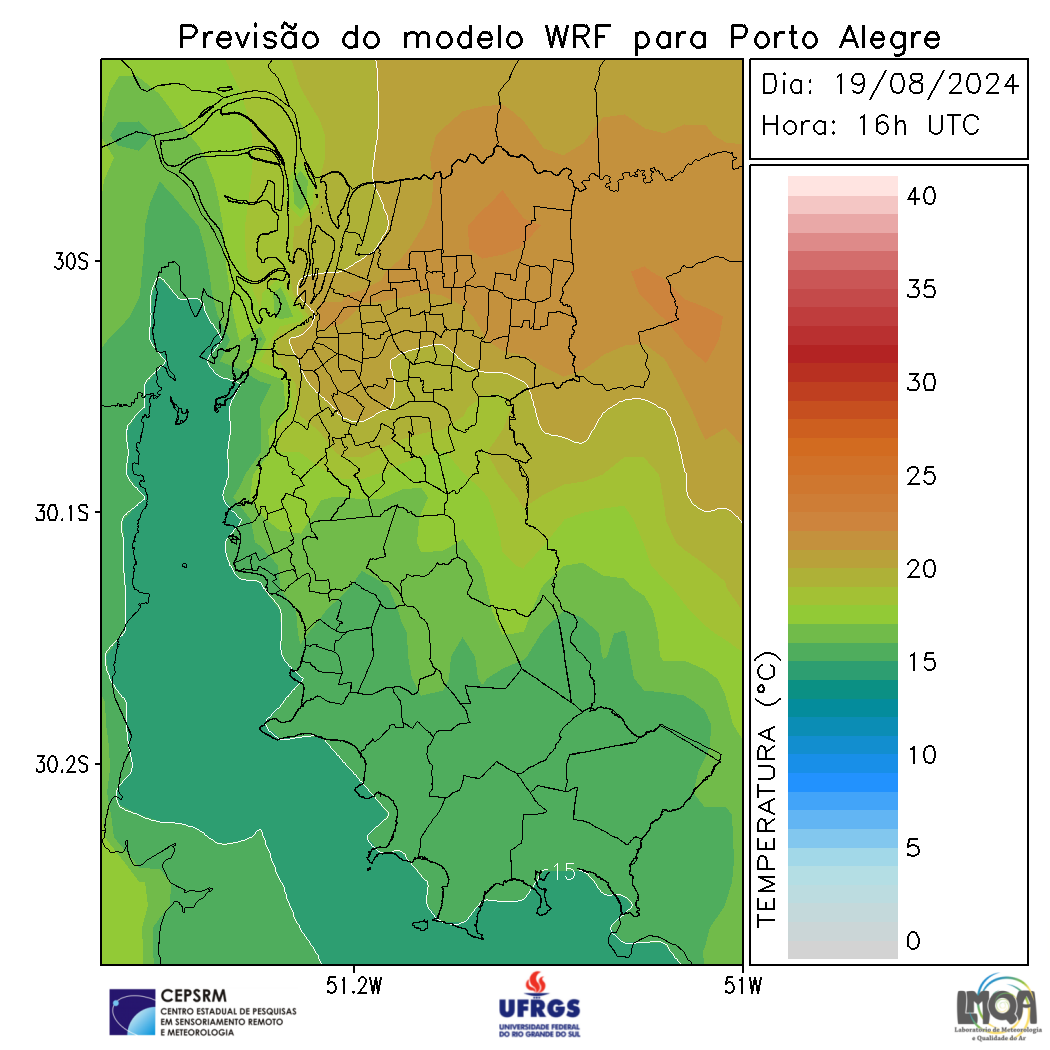 Previsão do modelo WRF para Porto Alegre
Dia: 19/08/2024
Hora: 16h UTC
30S
30.1S
30.2S
51.2W
51W
15
TEMPERATURA (°C)
40
35
30
25
20
15
10
5
0
CEPSRM
CENTRO ESTADUAL DE PESQUISAS
EM SENSORIAMENTO REMOTO
E METEOROLOGIA
UFRGS
UNIVERSIDADE FEDERAL
DO RIO GRANDE DO SUL
LMQA
Laboratório de Meteorologia
e Qualidade do Ar